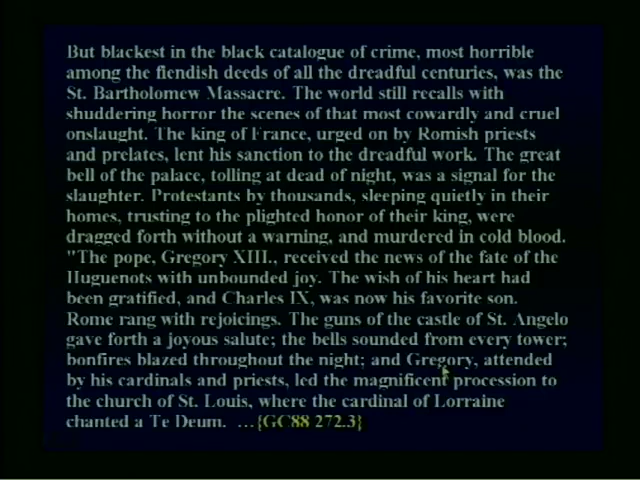 But blackest in the black catalogue of crime, most horrible
among the fiendish deeds of all the dreadful centuries, was the
St. Bartholomew Massacre. The world still recalls with
shuddering horror the scenes of that most cowardly and cruel
onslaught. The king of France, urged on by Romish priests
and prelates, lent his sanction to the dreadful work. The great
bell of the palace, tolling at dead of night, was a signal for the
slaughter. Protestants by thousands, sleeping quietly in their
homes, trusting to the plighted honor of their king, were
dragged forth without a warning, and murdered in cold blood.
"The pope, Gregory XIII., received the news of the fate of the
Huguenots with unbounded joy. The wish of his heart had
been gratified, and Charles IX, was now his favorite son.
Rome rang with rejoicings. The guns of the castle of St. Angelo
gave forth a joyous salute; the bells sounded from every tower;
bonfires blazed throughout the night; and Gregory, attended
by his cardinals and priests, led the magnificent procession to
the church of St. Louis, where the cardinal of Lorraine
chanted a Te Deum. …{GC88 272.3}